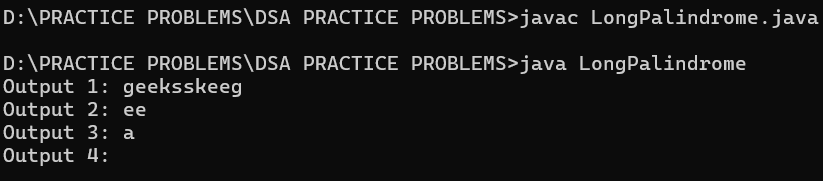 D:\PRACTICE PROBLEMS\DSA PRACTICE PROBLEMS>javac LongPalindrome.java
D:\PRACTICE PROBLEMS\DSA PRACTICE PROBLEMS>java LongPalindrome
Output 1: geeksskeeg
Output 2: ee
Output 3: a
Output 4: